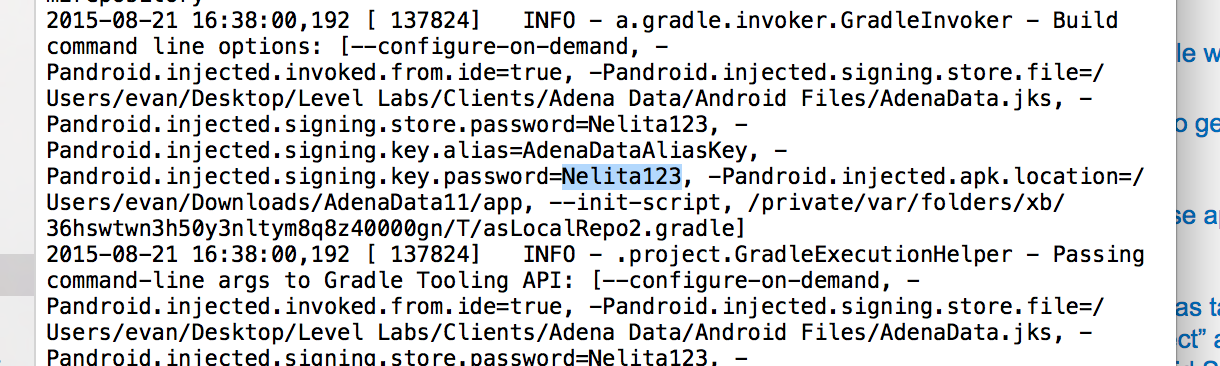 mzrepository
2015-08-21 16:38:00,192 [ 137824]   INFO - a.gradle.invoker.GradleInvoker - Build
command line options: [--configure-on-demand, -
Pandroid.injected.invoked.from.ide=true, -Pandroid.injected.signing.store.file=/
Users/evan/Desktop/Level Labs/Clients/Adena Data/Android Files/AdenaData.jks, -
Pandroid.injected.signing.store.password=Nelita123, -
Pandroid.injected.signing.key.alias=AdenaDataAliasKey, -
Pandroid.injected.signing.key.password=Nelita123, -Pandroid.injected.apk.location=/
Users/evan/Downloads/AdenaData11/app, --init-script, /private/var/folders/xb/
36hswtwn3h50y3nltym8q8z40000gn/T/asLocalRepo2.gradle]
2015-08-21 16:38:00,192 [ 137824]   INFO - .project.GradleExecutionHelper - Passing
command-line args to Gradle Tooling API: [--configure-on-demand, -
Pandroid.injected.invoked.from.ide=true, -Pandroid.injected.signing.store.file=/
Users/evan/Desktop/Level Labs/Clients/Adena Data/Android Files/AdenaData.jks, -
Pandroid.injected.signing.store.password=Nelita123, -
le w
o ge
se a
as ta
ct" a